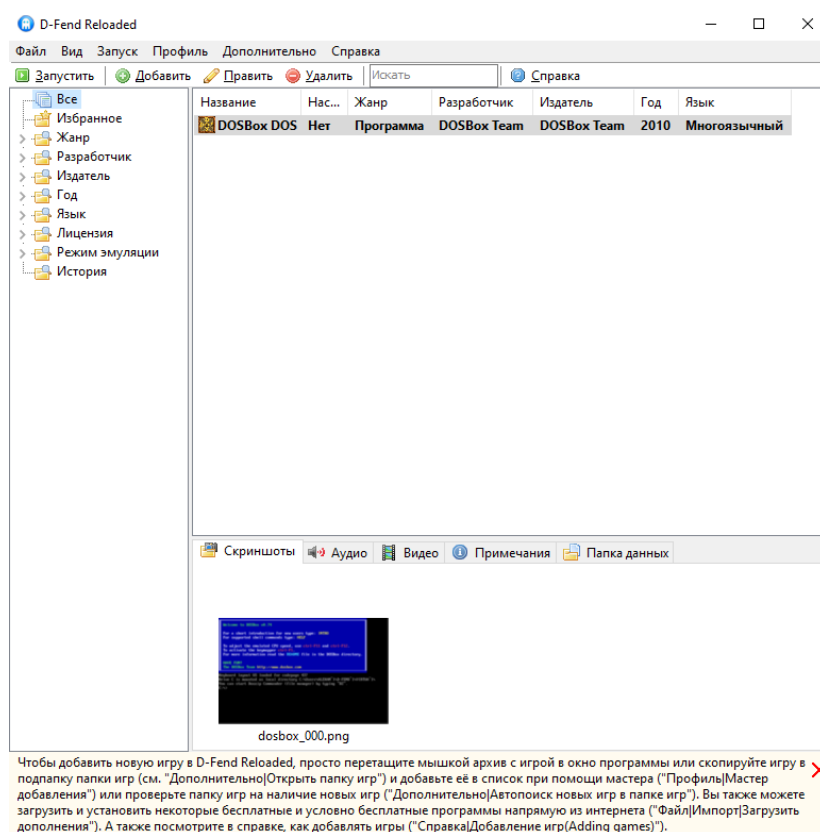 D-Fend Reloaded
Файл Вид Запуск Профиль Дополнительно Справка
Запустить Добавить Править Удалить Искать Справка
Все
Избранное
Жанр
Разработчик
Издатель
Год
Язык
Лицензия
Режим эмуляции
История
Название Нас... Жанр Разработчик Издатель Год Язык
DOSBox DOS Нет Программа DOSBox Team DOSBox Team 2010 Многоязычный
Скриншоты Аудио Видео Примечания Папка данных
dosbox_000.png
Чтобы добавить новую игру в D-Fend Reloaded, просто перетащите мышкой архив с игрой в окно программы или скопируйте игру в
подпапку папки игр (см. "Дополнительно|Открыть папку игр") и добавьте её в список при помощи мастера ("Профиль|Мастер
добавления") или проверьте папку игр на наличие новых игр ("Дополнительно|Автопоиск новых игр в папке игр"). Вы также можете
загрузить и установить некоторые бесплатные и условно бесплатные программы напрямую из интернета ("Файл|Импорт|Загрузить
дополнения"). А также посмотрите в справке, как добавлять игры ("Справка|Добавление игр(Adding games)").